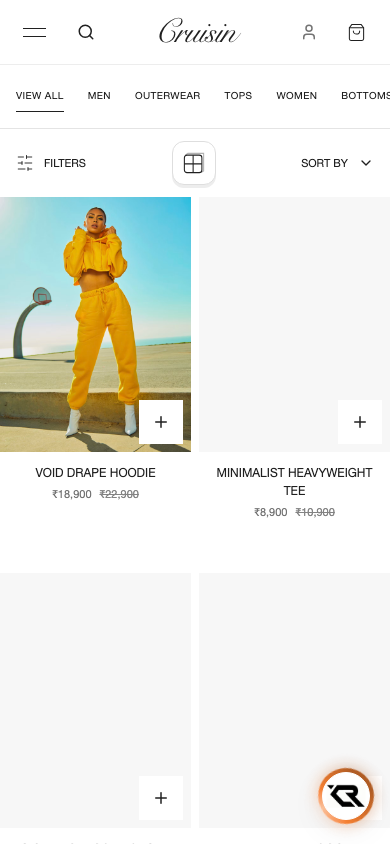 Cruisin
VIEW ALL MEN OUTERWEAR TOPS WOMEN BOTTOMS
FILTERS
SORT BY
VOID DRAPE HOODIE
₹18,900 ₹22,900
MINIMALIST HEAVYWEIGHT
TEE
₹8,900 ₹10,900